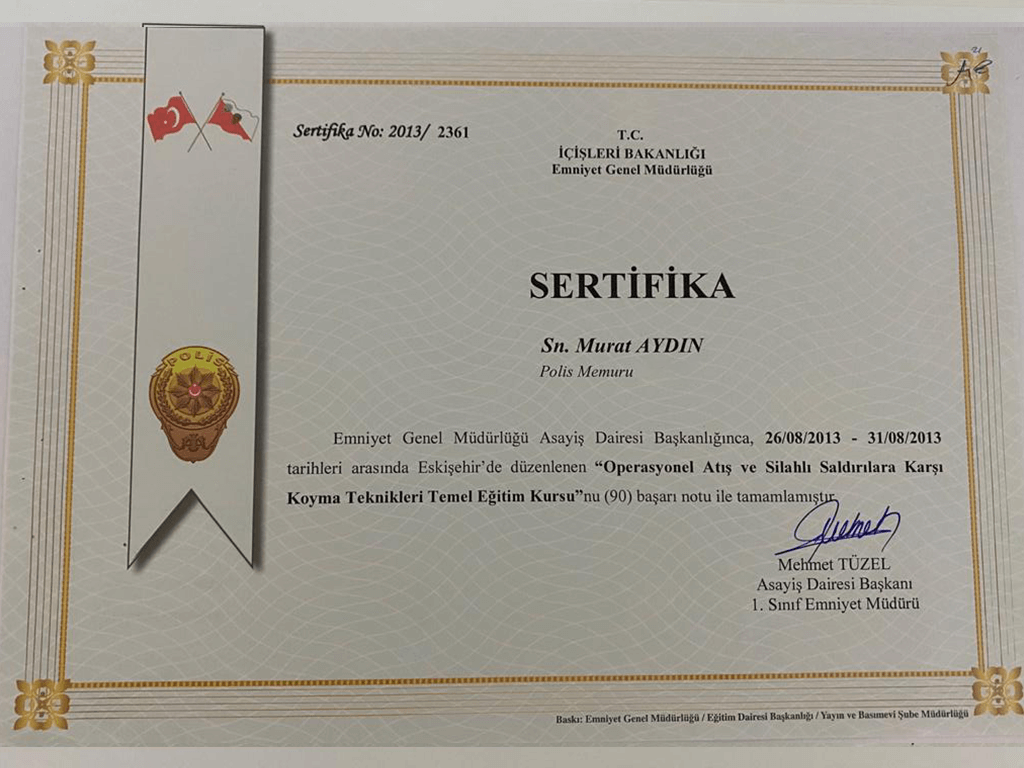 Sertifika No: 2013/ 2361
T.C.
İÇİŞLERİ BAKANLIĞI
Emniyet Genel Müdürlüğü
SERTİFİKA
Sn. Murat AYDIN
Polis Memuru
POLİS
Emniyet Genel Müdürlüğü Asayiş Dairesi Başkanlığınca, 26/08/2013 - 31/08/2013
tarihleri arasında Eskişehir’de düzenlenen “Operasyonel Atış ve Silahlı Saldırılara Karşı
Koyma Teknikleri Temel Eğitim Kursu”nu (90) başarı notu ile tamamlamıştır.
Mehmet TÜZEL
Asayiş Dairesi Başkanı
1. Sınıf Emniyet Müdürü
Baskı: Emniyet Genel Müdürlüğü / Eğitim Dairesi Başkanlığı / Yayın ve Basımevi Şube Müdürlüğü